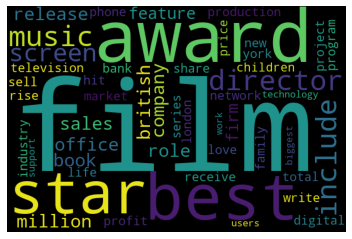 release
phone
feature
production
award
price
music
screen
new
york
children
project
program
television
bank
share
director
sell
hit
rise
market
british
company
series
london
network
technology
film
include
sales
firm
industry
support
office
book
role
work
love
family
biggest
life
receive
total
star
best
write
million
profit
users
digital